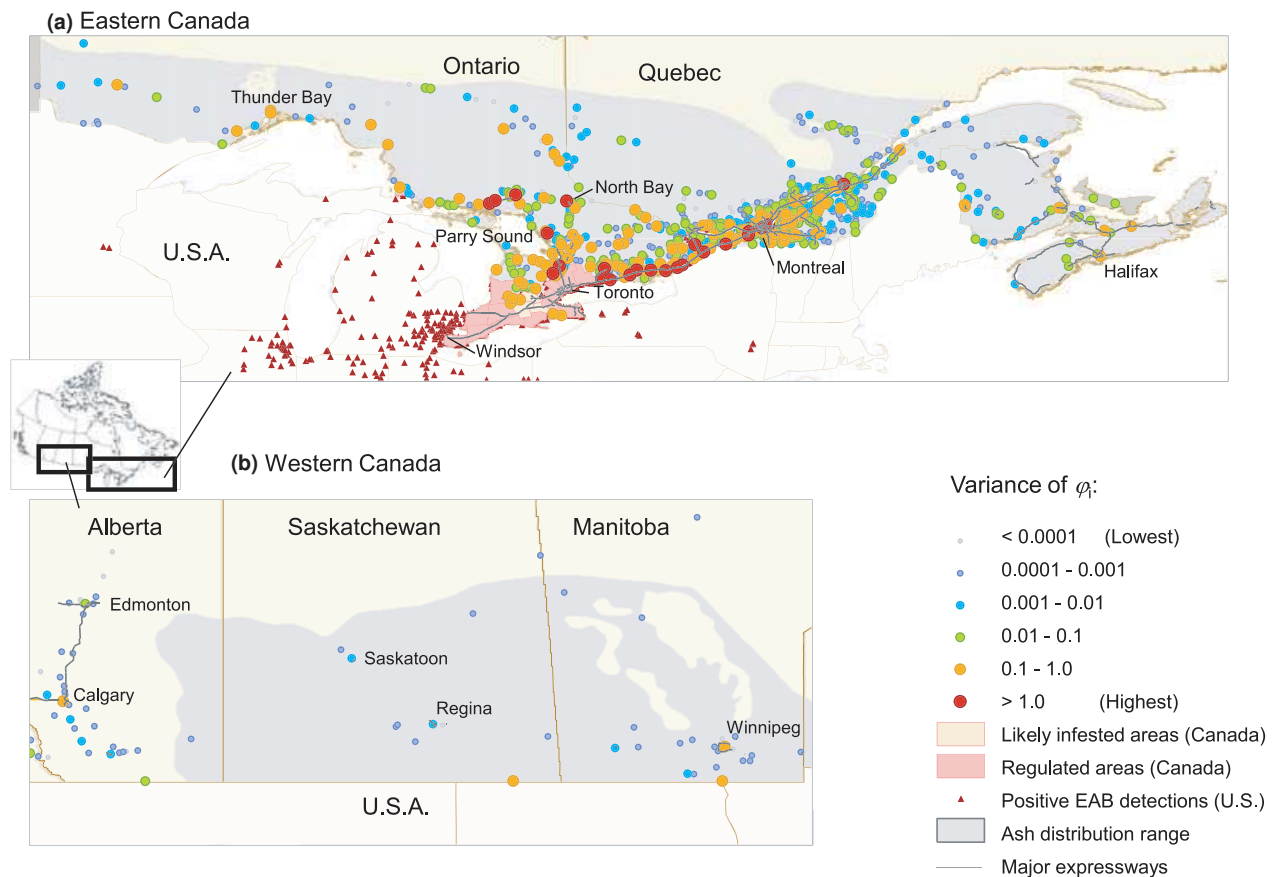 (a) Eastern Canada
Ontario
Quebec
Thunder Bay
North Bay
Parry Sound
U.S.A.
Montreal
Halifax
Toronto
Windsor
(b) Western Canada
Alberta
Saskatchewan
Manitoba
Edmonton
Saskatoon
Calgary
Regina
Winnipeg
U.S.A.
Variance of φi:
< 0.0001 (Lowest)
0.0001 - 0.001
0.001 - 0.01
0.01 - 0.1
0.1 - 1.0
> 1.0 (Highest)
Likely infested areas (Canada)
Regulated areas (Canada)
Positive EAB detections (U.S.)
Ash distribution range
Major expressways